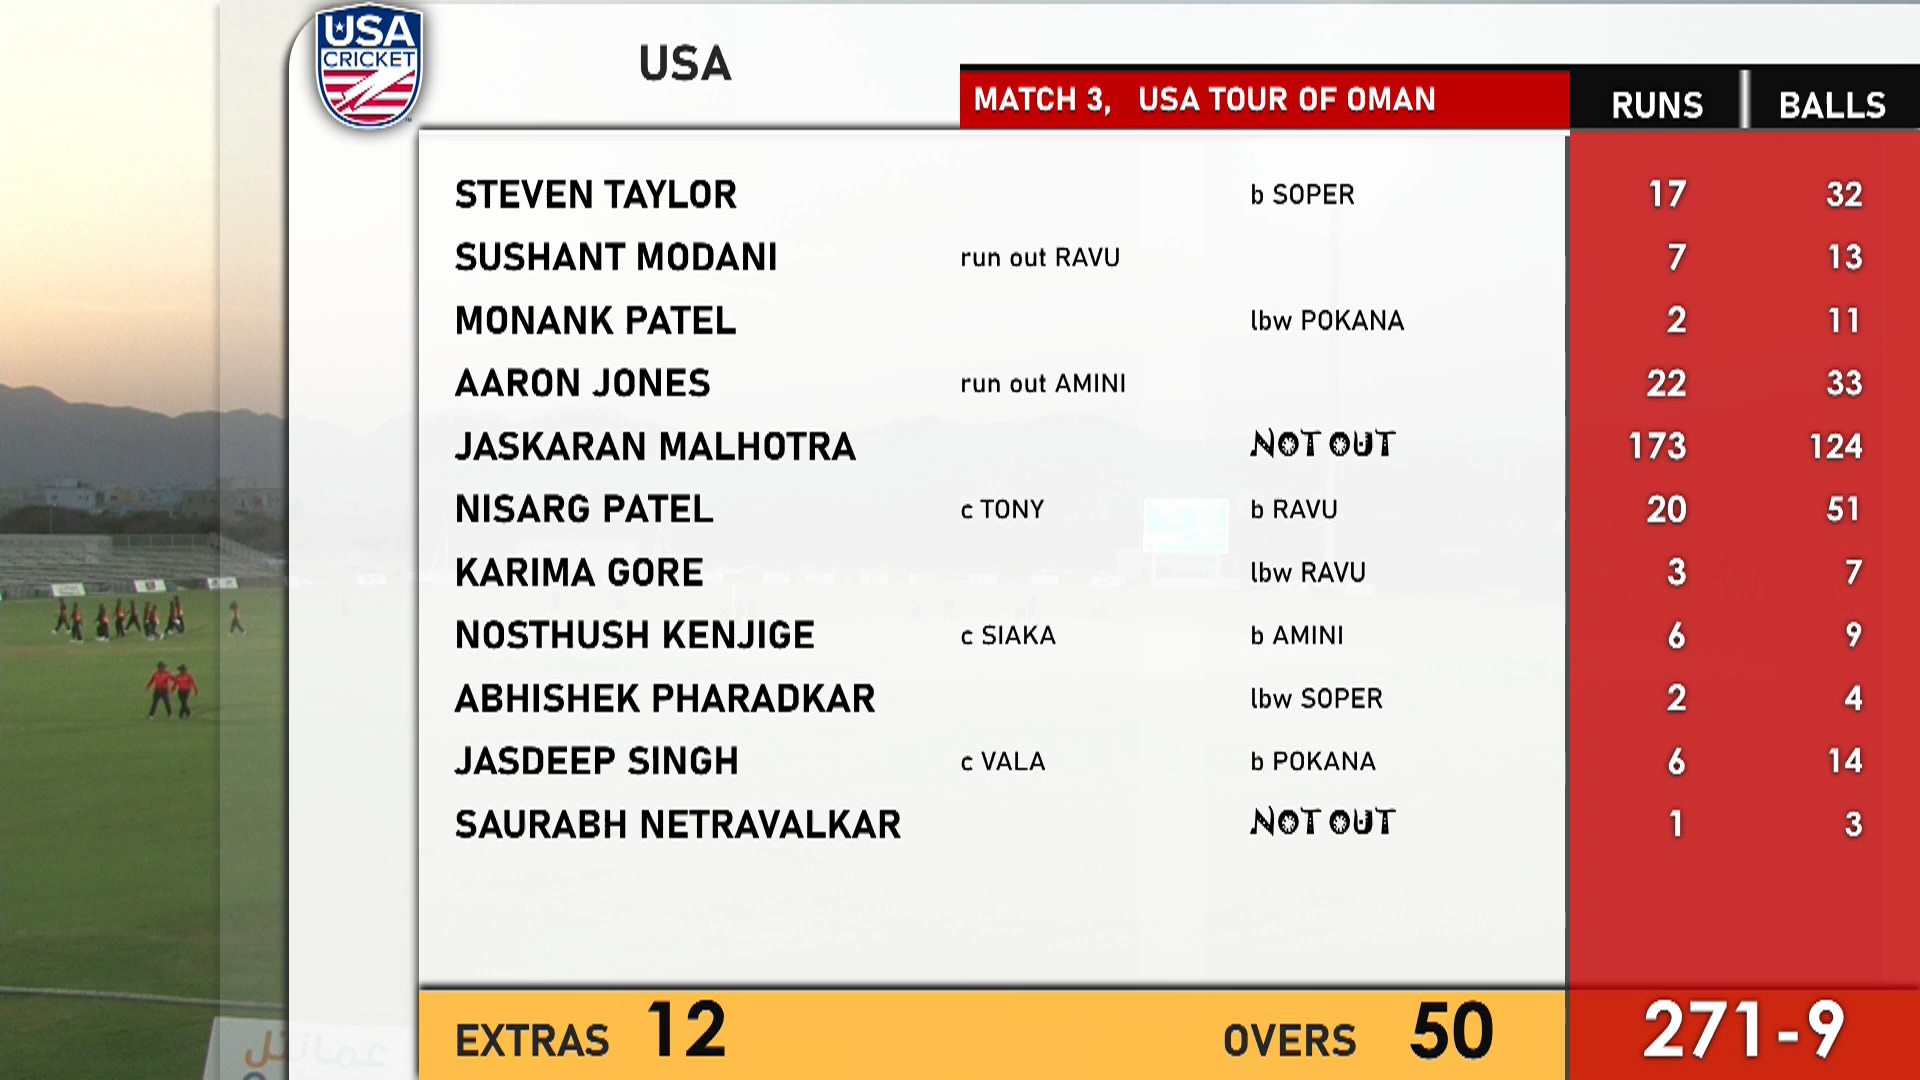 USA
CRICKET
USA
MATCH 3, USA TOUR OF OMAN
RUNS BALLS
STEVEN TAYLOR b SOPER 17 32
SUSHANT MODANI run out RAVU 7 13
MONANK PATEL lbw POKANA 2 11
AARON JONES run out AMINI 22 33
JASKARAN MALHOTRA NOT OUT 173 124
NISARG PATEL c TONY b RAVU 20 51
KARIMA GORE lbw RAVU 3 7
NOSTHUSH KENJIGE c SIAKA b AMINI 6 9
ABHISHEK PHARADKAR lbw SOPER 2 4
JASDEEP SINGH c VALA b POKANA 6 14
SAURABH NETRAVALKAR NOT OUT 1 3
EXTRAS 12 OVERS 50 271-9
عمانتل